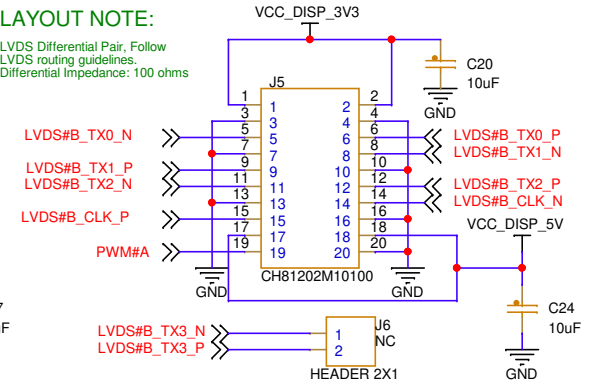 LAYOUT NOTE:
LVDS Differential Pair, Follow
LVDS routing guidelines.
Differential Impedance: 100 ohms
VCC_DISP_3V3
C20
10uF
GND
J5
1 1 2 2
3 3 4 4
LVDS#B_TX0_N 5 5 6 6 LVDS#B_TX0_P
7 7 8 8 LVDS#B_TX1_N
LVDS#B_TX1_P 9 9 10 10
LVDS#B_TX2_N 11 11 12 12 LVDS#B_TX2_P
13 13 14 14 LVDS#B_CLK_N
LVDS#B_CLK_P 15 15 16 16
17 17 18 18
PWM#A 19 19 20 20
VCC_DISP_5V
CH81202M10100
GND
GND
C24
10uF
GND
LVDS#B_TX3_N 1
LVDS#B_TX3_P 2
J6
NC
HEADER 2X1